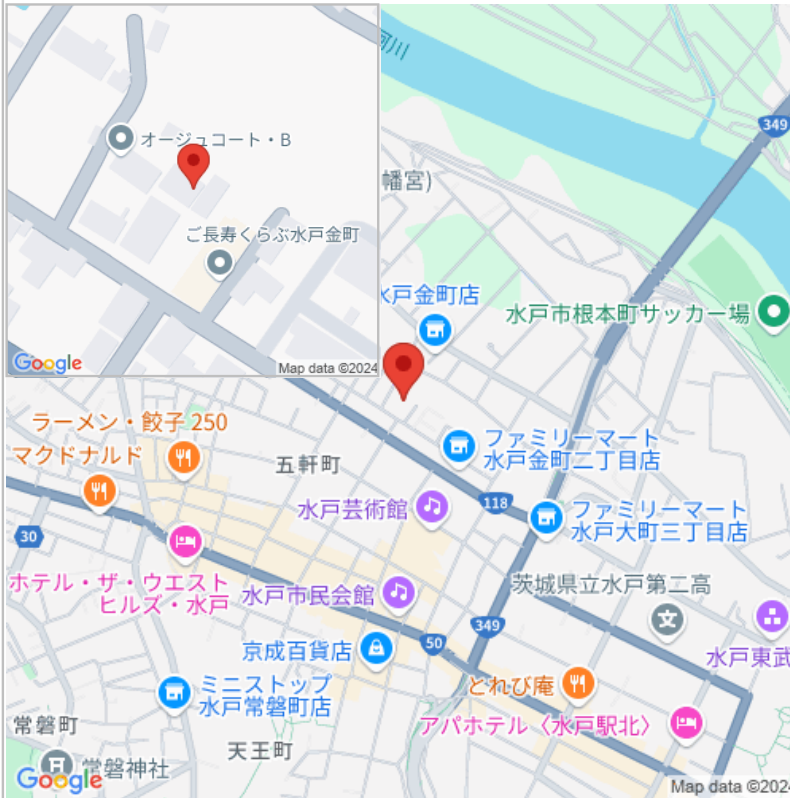 オージュコート・B
ご長寿くらぶ水戸金町
Google
Map data ©2024
河川
幡宮)
349
水戸金町店
水戸市根本町サッカー場
ラーメン・餃子 250
マクドナルド
五軒町
ファミリーマート
水戸金町二丁目店
水戸芸術館
118
ファミリーマート
水戸大町三丁目店
30
ホテル・ザ・ウエスト
ヒルズ・水戸
水戸市民会館
茨城県立水戸第二高
文
349
50
京成百貨店
水戸東武
とれび庵
ミニストップ
水戸常磐町店
アパホテル〈水戸駅北〉
常磐町
天王町
常磐神社
Google
Map data ©2024